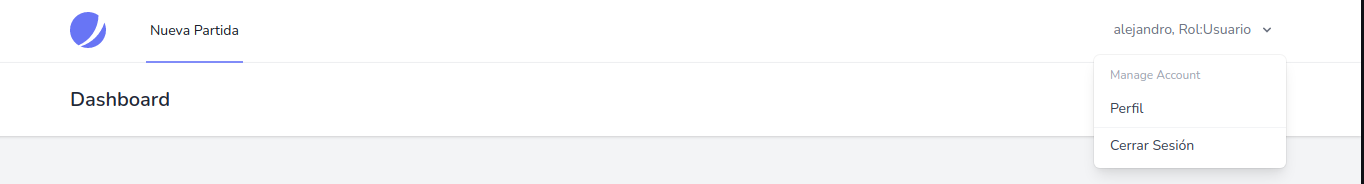 Nueva Partida
alejandro, Rol:Usuario
Manage Account
Dashboard
Perfil
Cerrar Sesión